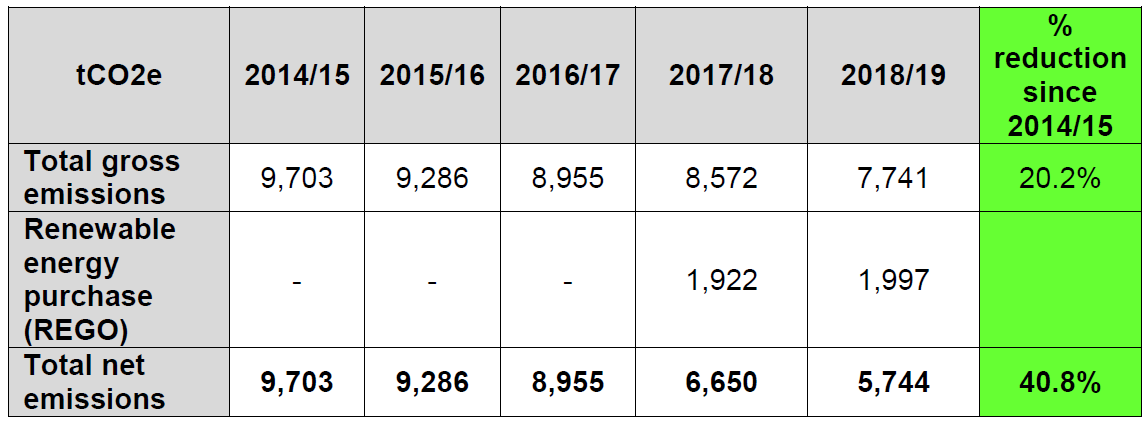 tCO2e 2014/15 2015/16 2016/17 2017/18 2018/19 %
reduction
since
2014/15
Total gross
emissions 9,703 9,286 8,955 8,572 7,741 20.2%
Renewable
energy
purchase
(REGO) - - - 1,922 1,997
Total net
emissions 9,703 9,286 8,955 6,650 5,744 40.8%